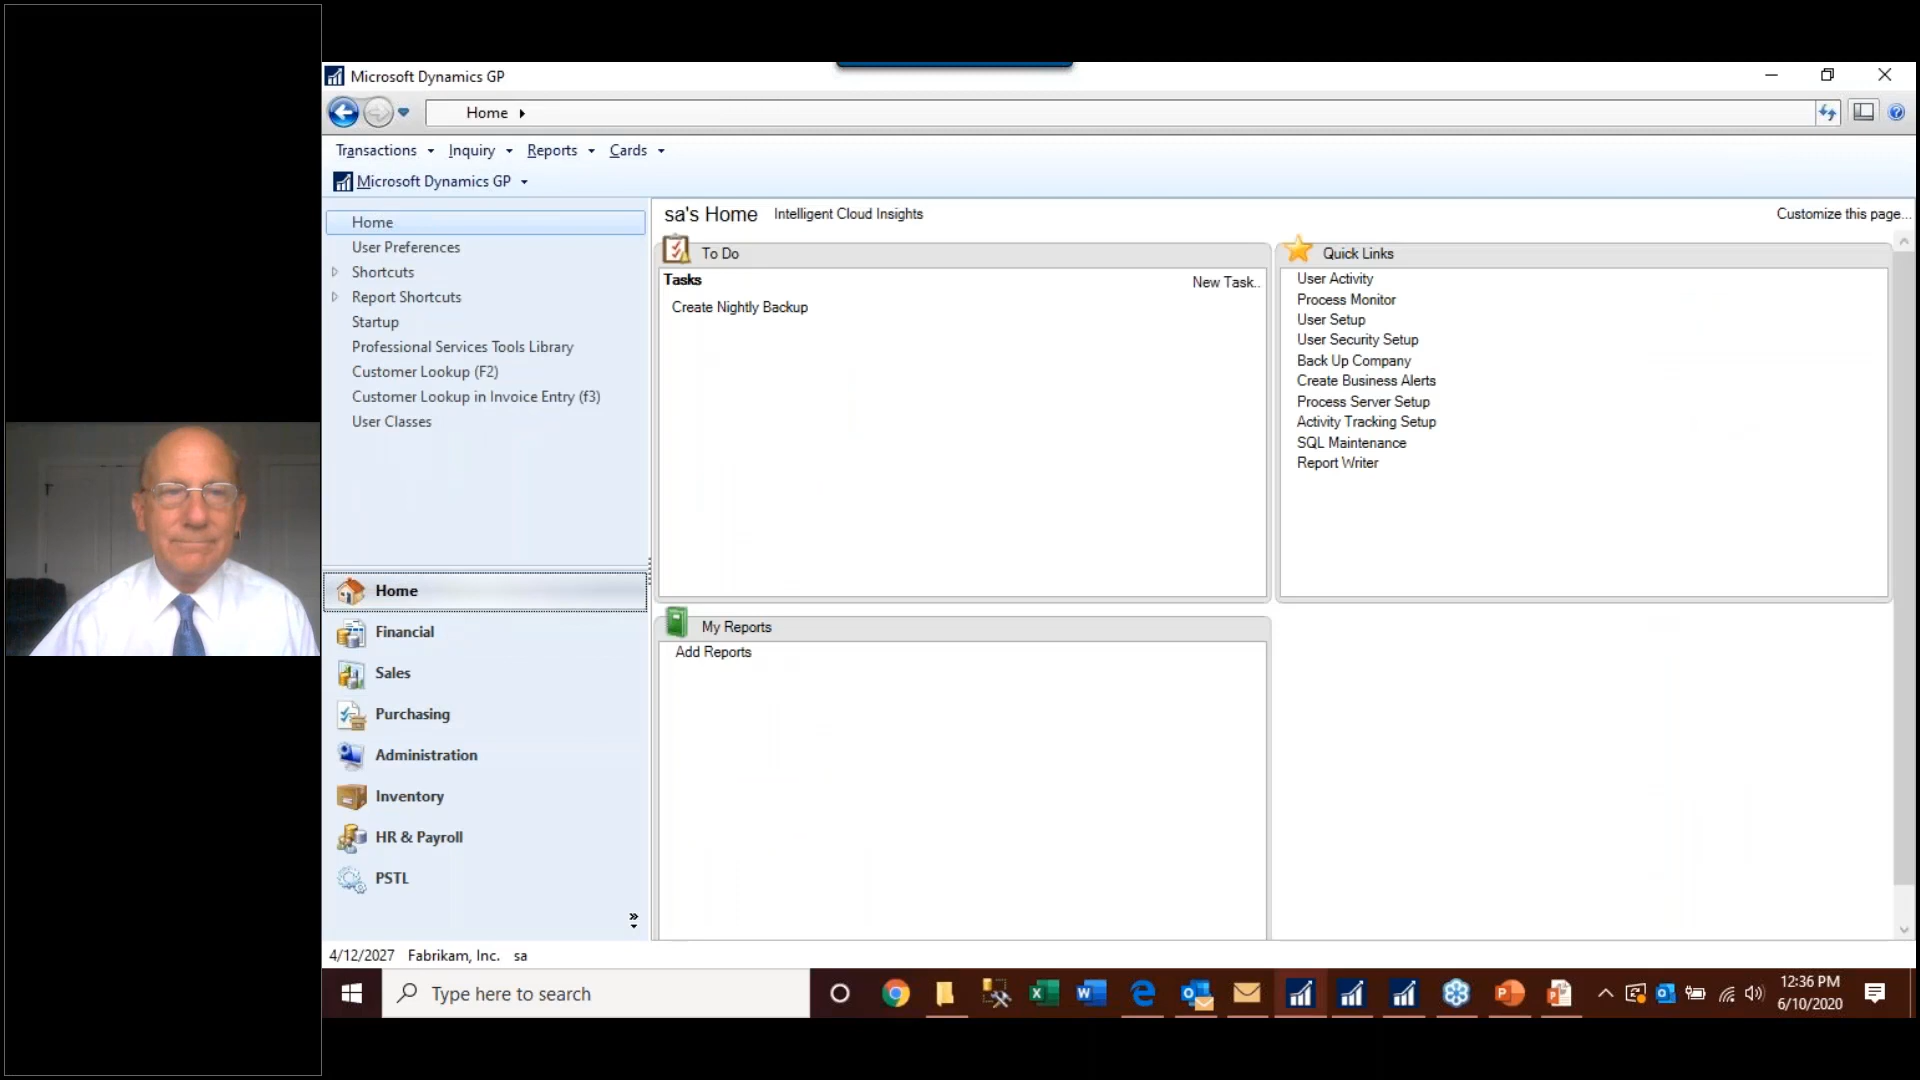 Microsoft Dynamics GP
Home
Transactions Inquiry Reports Cards
Microsoft Dynamics GP
Home
User Preferences
Shortcuts
Report Shortcuts
Startup
Professional Services Tools Library
Customer Lookup (F2)
Customer Lookup in Invoice Entry (f3)
User Classes
Home
Financial
Sales
Purchasing
Administration
Inventory
HR & Payroll
PSTL
sa's Home Intelligent Cloud Insights Customize this page...
To Do
Tasks New Task..
Create Nightly Backup
My Reports
Add Reports
Quick Links
User Activity
Process Monitor
User Setup
User Security Setup
Back Up Company
Create Business Alerts
Process Server Setup
Activity Tracking Setup
SQL Maintenance
Report Writer
4/12/2027 Fabrikam, Inc. sa
Type here to search
12:36 PM
6/10/2020